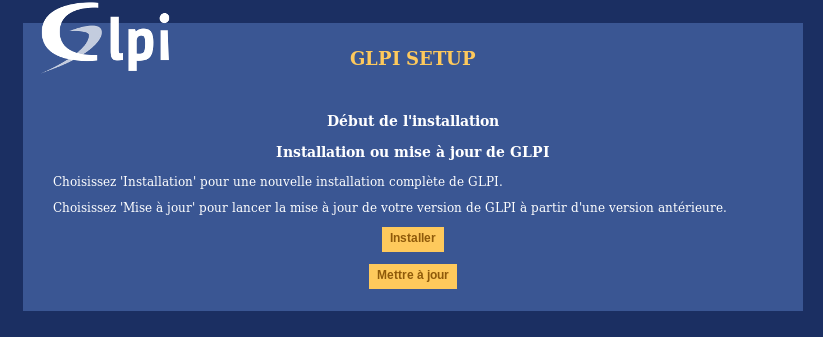 Glpi
GLPI SETUP
Début de l'installation
Installation ou mise à jour de GLPI
Choisissez 'Installation' pour une nouvelle installation complète de GLPI.
Choisissez 'Mise à jour' pour lancer la mise à jour de votre version de GLPI à partir d'une version antérieure.
Installer
Mettre à jour